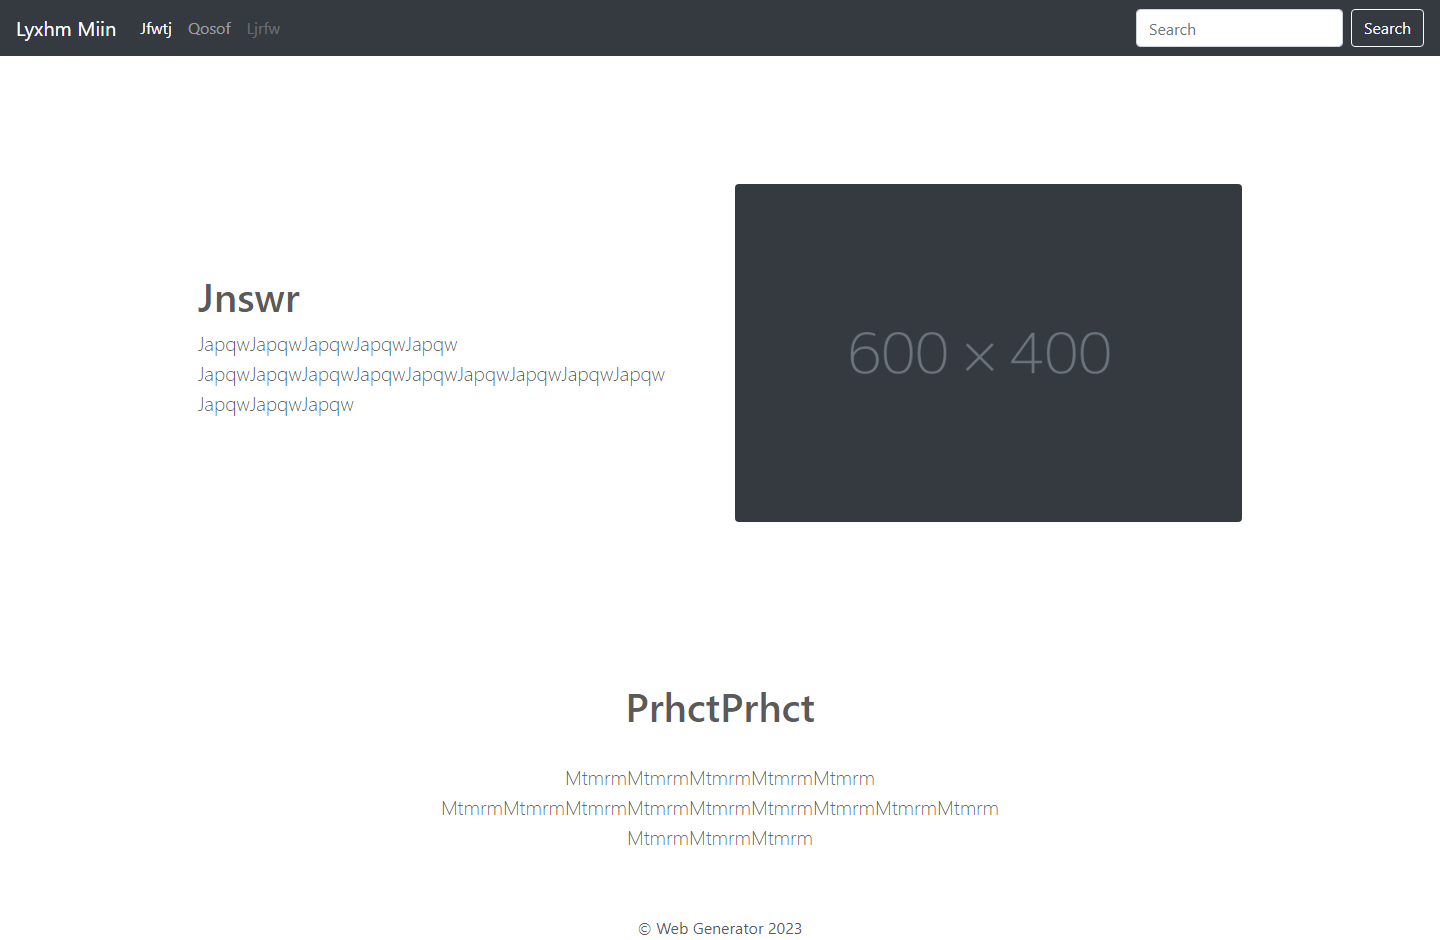 Lyxhm Miin Jfwtj Qosof Ljrfw Search Search
Jnswr
JapqwJapqwJapqwJapqwJapqw
JapqwJapqwJapqwJapqwJapqwJapqwJapqwJapqwJapqw
JapqwJapqwJapqw
600 × 400
PrhctPrhct
MtmrmMtmrmMtmrmMtmrmMtmrm
MtmrmMtmrmMtmrmMtmrmMtmrmMtmrmMtmrmMtmrmMtmrm
MtmrmMtmrmMtmrm
© Web Generator 2023